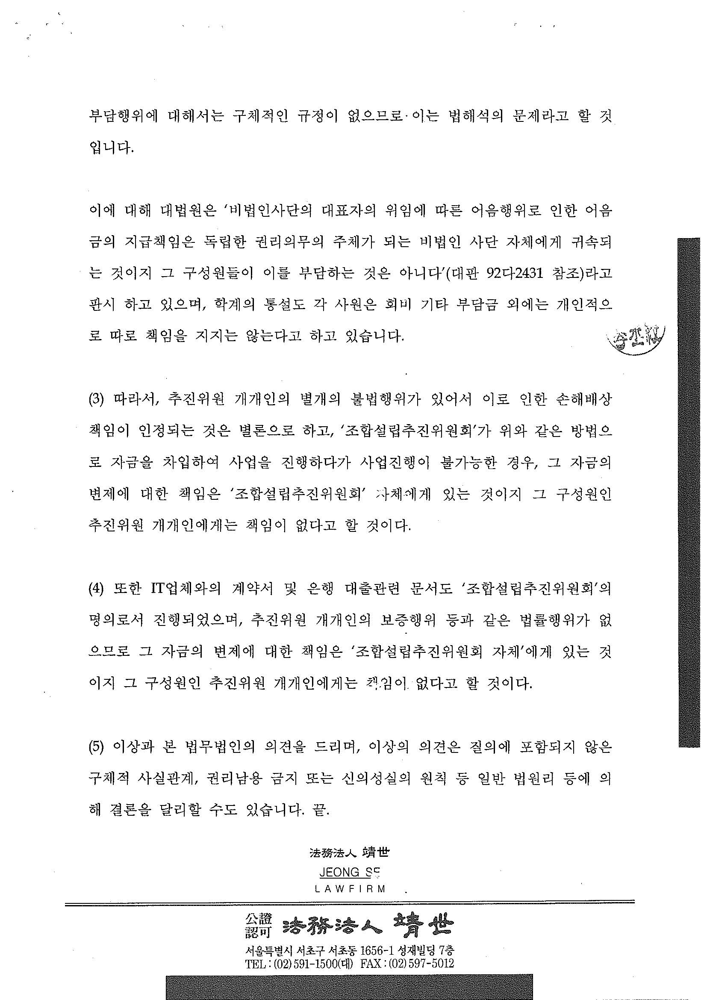 부담행위에 대해서는 구체적인 규정이 없으므로 이는 법해석의 문제라고 할 것
입니다.
이에 대해 대법원은 '비법인사단의 대표자의 위임에 따른 어음행위로 인한 어음
금의 지급책임은 독립한 권리의무의 주체가 되는 비법인 사단 자체에게 귀속되
는 것이지 그 구성원들이 이를 부담하는 것은 아니다'(대판 92다2431 참조)라고
판시 하고 있으며, 학계의 통설도 각 사원은 회비 기타 부담금 외에는 개인적으
로 따로 책임을 지지는 않는다고 하고 있습니다.
(3) 따라서, 추진위원 개개인의 별개의 불법행위가 있어서 이로 인한 손해배상
책임이 인정되는 것은 별론으로 하고, '조합설립추진위원회'가 위와 같은 방법으
로 자금을 차입하여 사업을 진행하다가 사업진행이 불가능한 경우, 그 자금의
변제에 대한 책임은 '조합설립추진위원회' 자체에게 있는 것이지 그 구성원인
추진위원 개개인에게는 책임이 없다고 할 것이다.
(4) 또한 IT업체와의 계약서 및 은행 대출관련 문서도 '조합설립추진위원회'의
명의로서 진행되었으며, 추진위원 개개인의 보증행위 등과 같은 법률행위가 없
으므로 그 자금의 변제에 대한 책임은 '조합설립추진위원회 자체'에게 있는 것
이지 그 구성원인 추진위원 개개인에게는 책임이 없다고 할 것이다.
(5) 이상과 본 법무법인의 의견을 드리며, 이상의 의견은 질의에 포함되지 않은
구체적 사실관계, 권리남용 금지 또는 신의성실의 원칙 등 일반 법원리 등에 의
해 결론을 달리할 수도 있습니다. 끝.
法務法人 靖世
JEONG SE
LAWFIRM
公證
認可 法務法人 靖世
서울특별시 서초구 서초동 1656-1 성재빌딩 7층
TEL : (02) 591-1500(대) FAX : (02) 597-5012